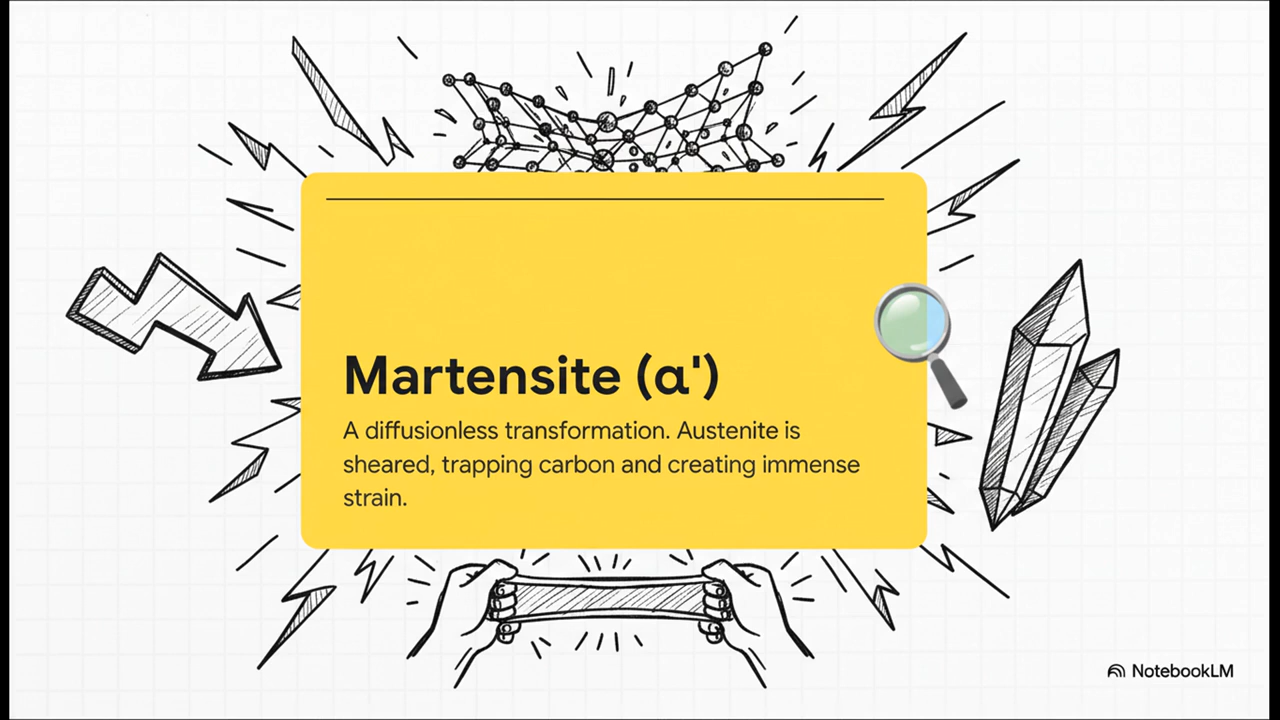 Martensite (α')
A diffusionless transformation. Austenite is
sheared, trapping carbon and creating immense
strain.
NotebookLM